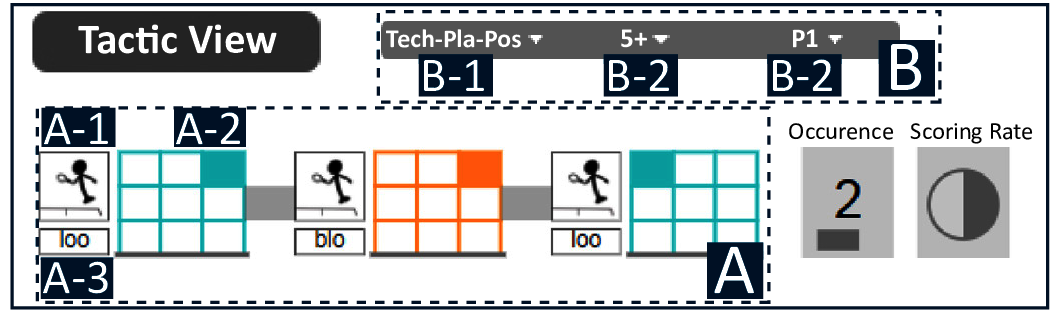 Tactic View
Tech-Pla-Pos 5+ P1
B-1 B-2 B-2 B
A-1 A-2
Occurence Scoring Rate
2
loo blo loo
A-3 A